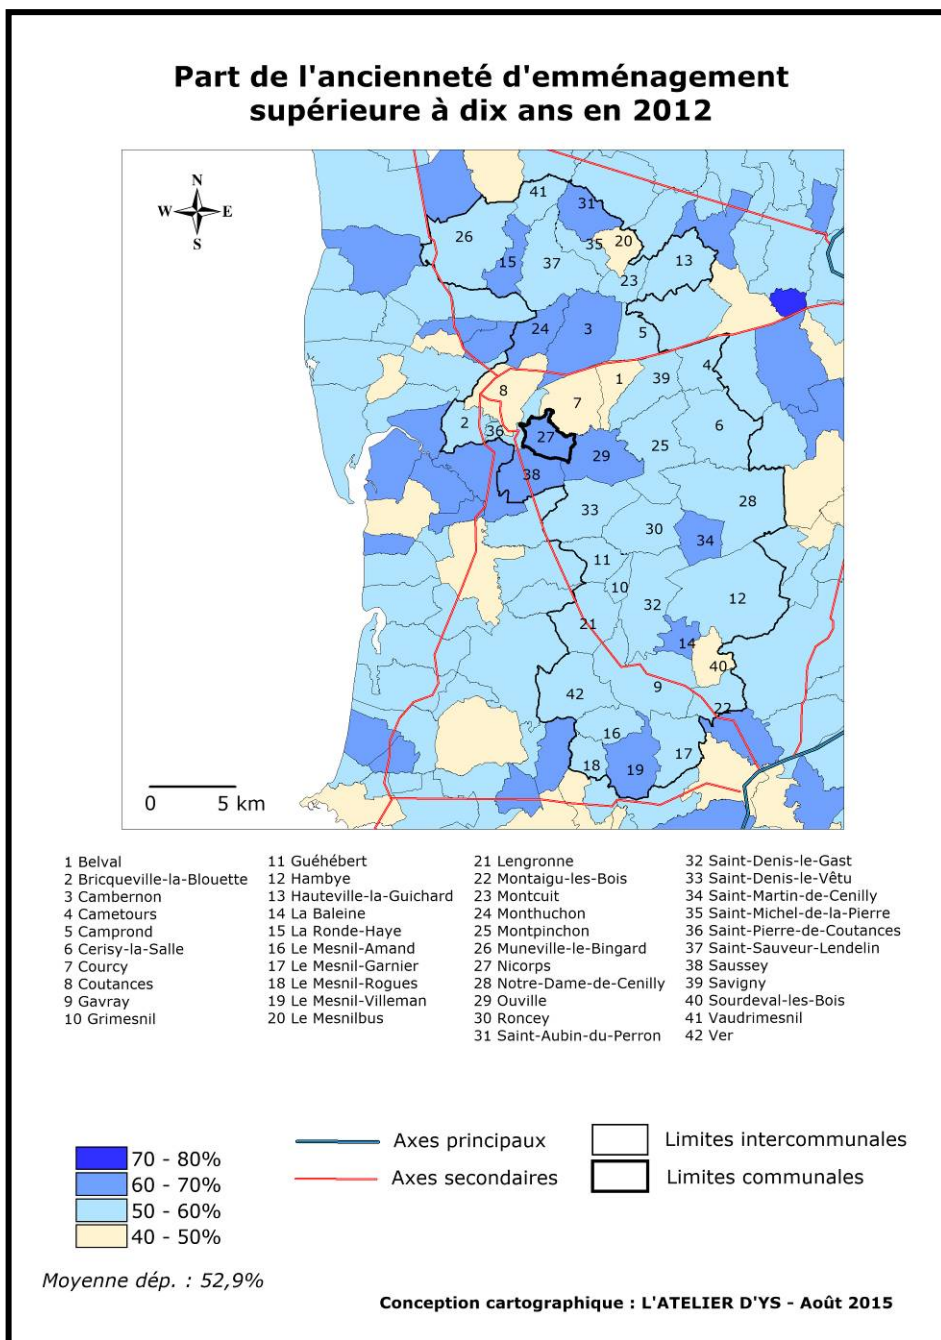 Part de l'ancienneté d'emménagement
supérieure à dix ans en 2012
N
W E
S
41
31
26
35 20
15 37
13
23
24 3 5
1 39 4
8
7
2 36
27
6
25
29
38
28
33
30
34
11
10
32
12
21
14
40
9
42
22
16
17
18 19
0 5 km
1 Belval
2 Bricqueville-la-Blouette
3 Cambernon
4 Cametours
5 Camprond
6 Cerisy-la-Salle
7 Courcy
8 Coutances
9 Gavray
10 Grimesnil
11 Guéhébert
12 Hambye
13 Hauteville-la-Guichard
14 La Baleine
15 La Ronde-Haye
16 Le Mesnil-Amand
17 Le Mesnil-Garnier
18 Le Mesnil-Rogues
19 Le Mesnil-Villeman
20 Le Mesnilbus
21 Lengronne
22 Montaigu-les-Bois
23 Montcuit
24 Monthuchon
25 Montpinchon
26 Muneville-le-Bingard
27 Nicorps
28 Notre-Dame-de-Cenilly
29 Ouville
30 Roncey
31 Saint-Aubin-du-Perron
32 Saint-Denis-le-Gast
33 Saint-Denis-le-Vêtu
34 Saint-Martin-de-Cenilly
35 Saint-Michel-de-la-Pierre
36 Saint-Pierre-de-Coutances
37 Saint-Sauveur-Lendelin
38 Saussey
39 Savigny
40 Sourdeval-les-Bois
41 Vaudrimesnil
42 Ver
70 - 80%
60 - 70%
50 - 60%
40 - 50%
Axes principaux
Axes secondaires
Limites intercommunales
Limites communales
Moyenne dép. : 52,9%
Conception cartographique : L'ATELIER D'YS - Août 2015